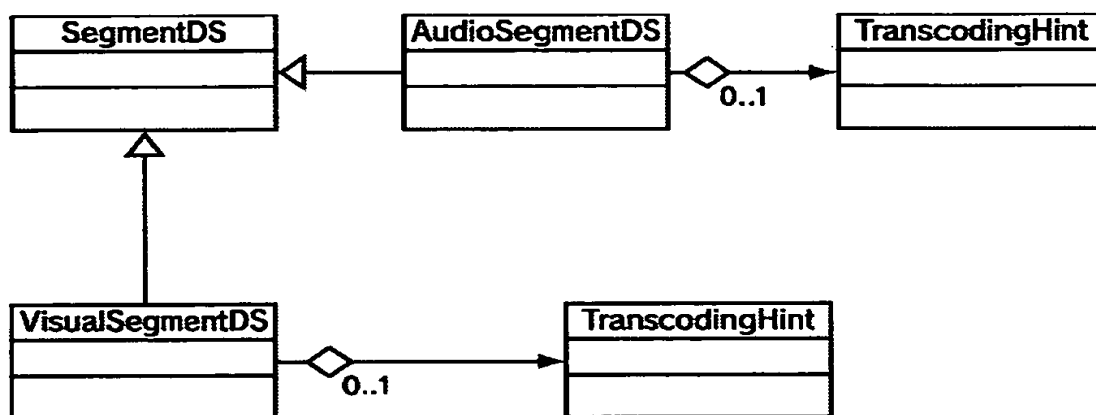 SegmentDS
AudioSegmentDS
TranscodingHint
0..1
VisualSegmentDS
TranscodingHint
0..1